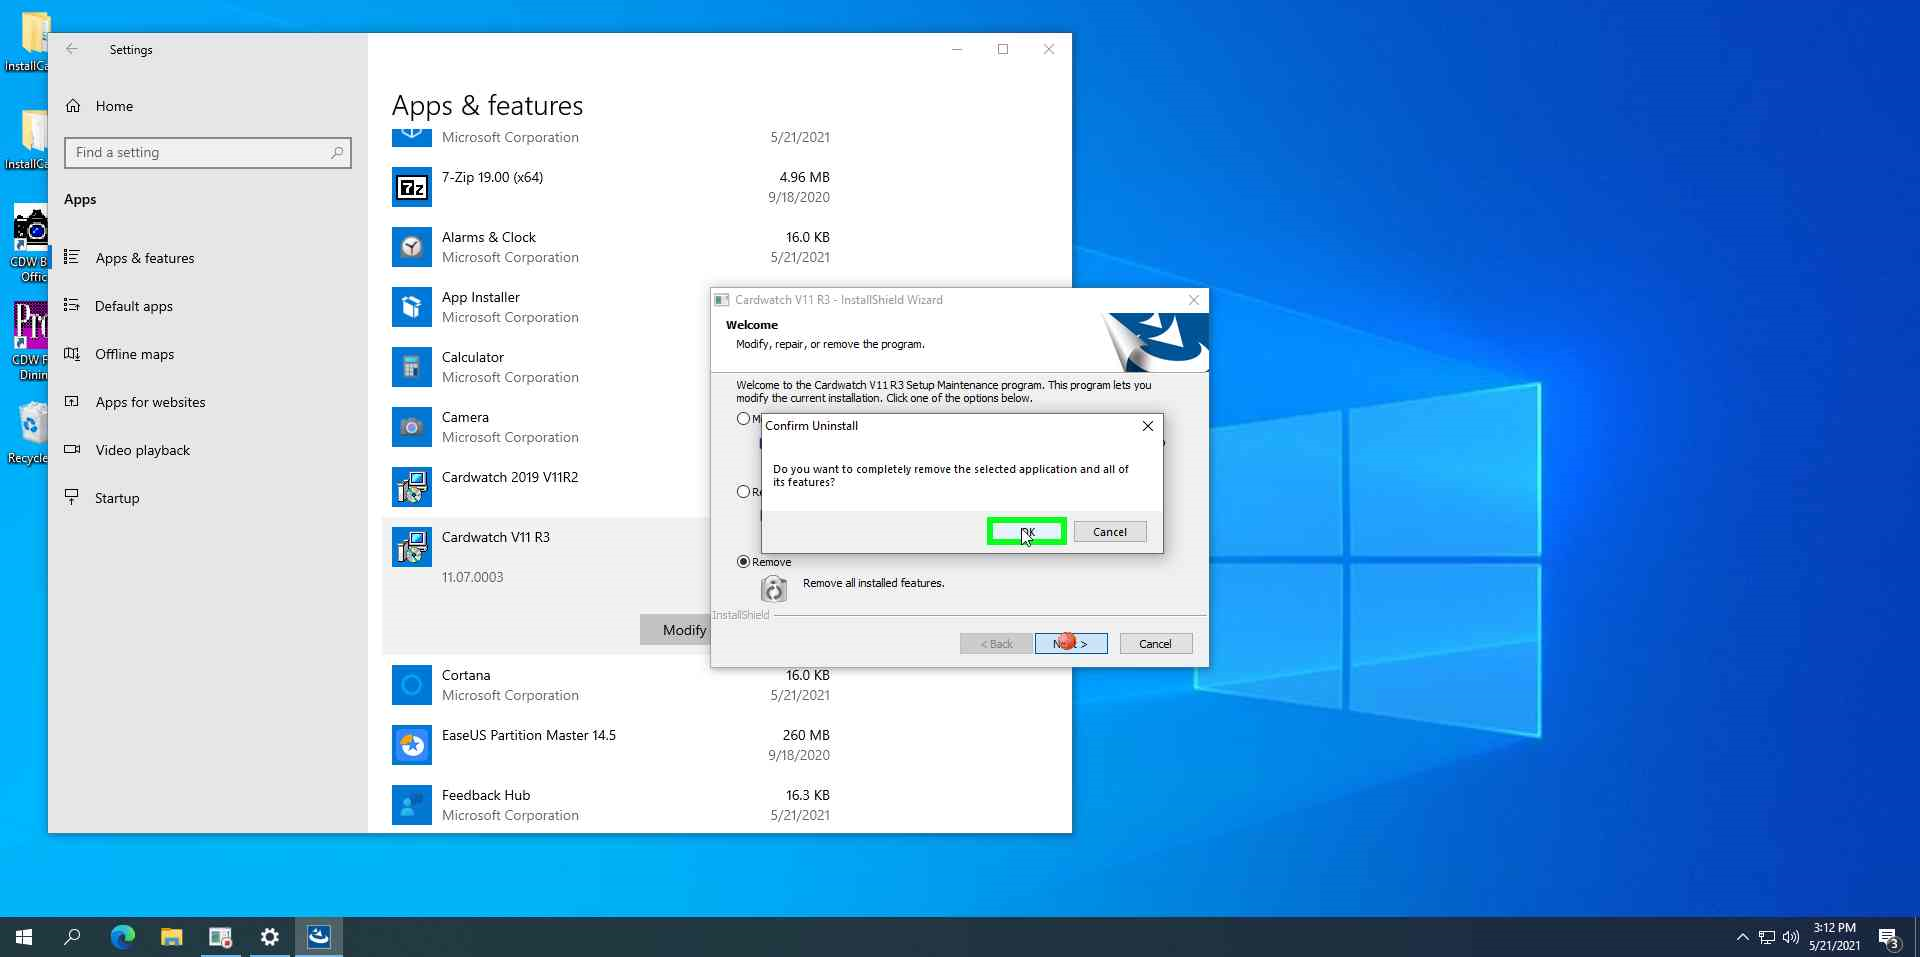 InstallCa
InstallCa
CDW B
Offic
CDW F
Dinin
Recycle
Settings
Home
Find a setting
Apps
Apps & features
Default apps
Offline maps
Apps for websites
Video playback
Startup
Apps & features
Microsoft Corporation 5/21/2021
7-Zip 19.00 (x64) 4.96 MB
9/18/2020
Alarms & Clock 16.0 KB
Microsoft Corporation 5/21/2021
App Installer
Microsoft Corporation
Calculator
Microsoft Corporation
Camera
Microsoft Corporation
Cardwatch 2019 V11R2
Cardwatch V11 R3
11.07.0003
Modify
Cortana 16.0 KB
Microsoft Corporation 5/21/2021
EaseUS Partition Master 14.5 260 MB
9/18/2020
Feedback Hub 16.3 KB
Microsoft Corporation 5/21/2021
Cardwatch V11 R3 - InstallShield Wizard
Welcome
Modify, repair, or remove the program.
Welcome to the Cardwatch V11 R3 Setup Maintenance program. This program lets you
modify the current installation. Click one of the options below.
Confirm Uninstall
Do you want to completely remove the selected application and all of
its features?
OK Cancel
Remove
Remove all installed features.
InstallShield
< Back Next > Cancel
3:12 PM
5/21/2021
3